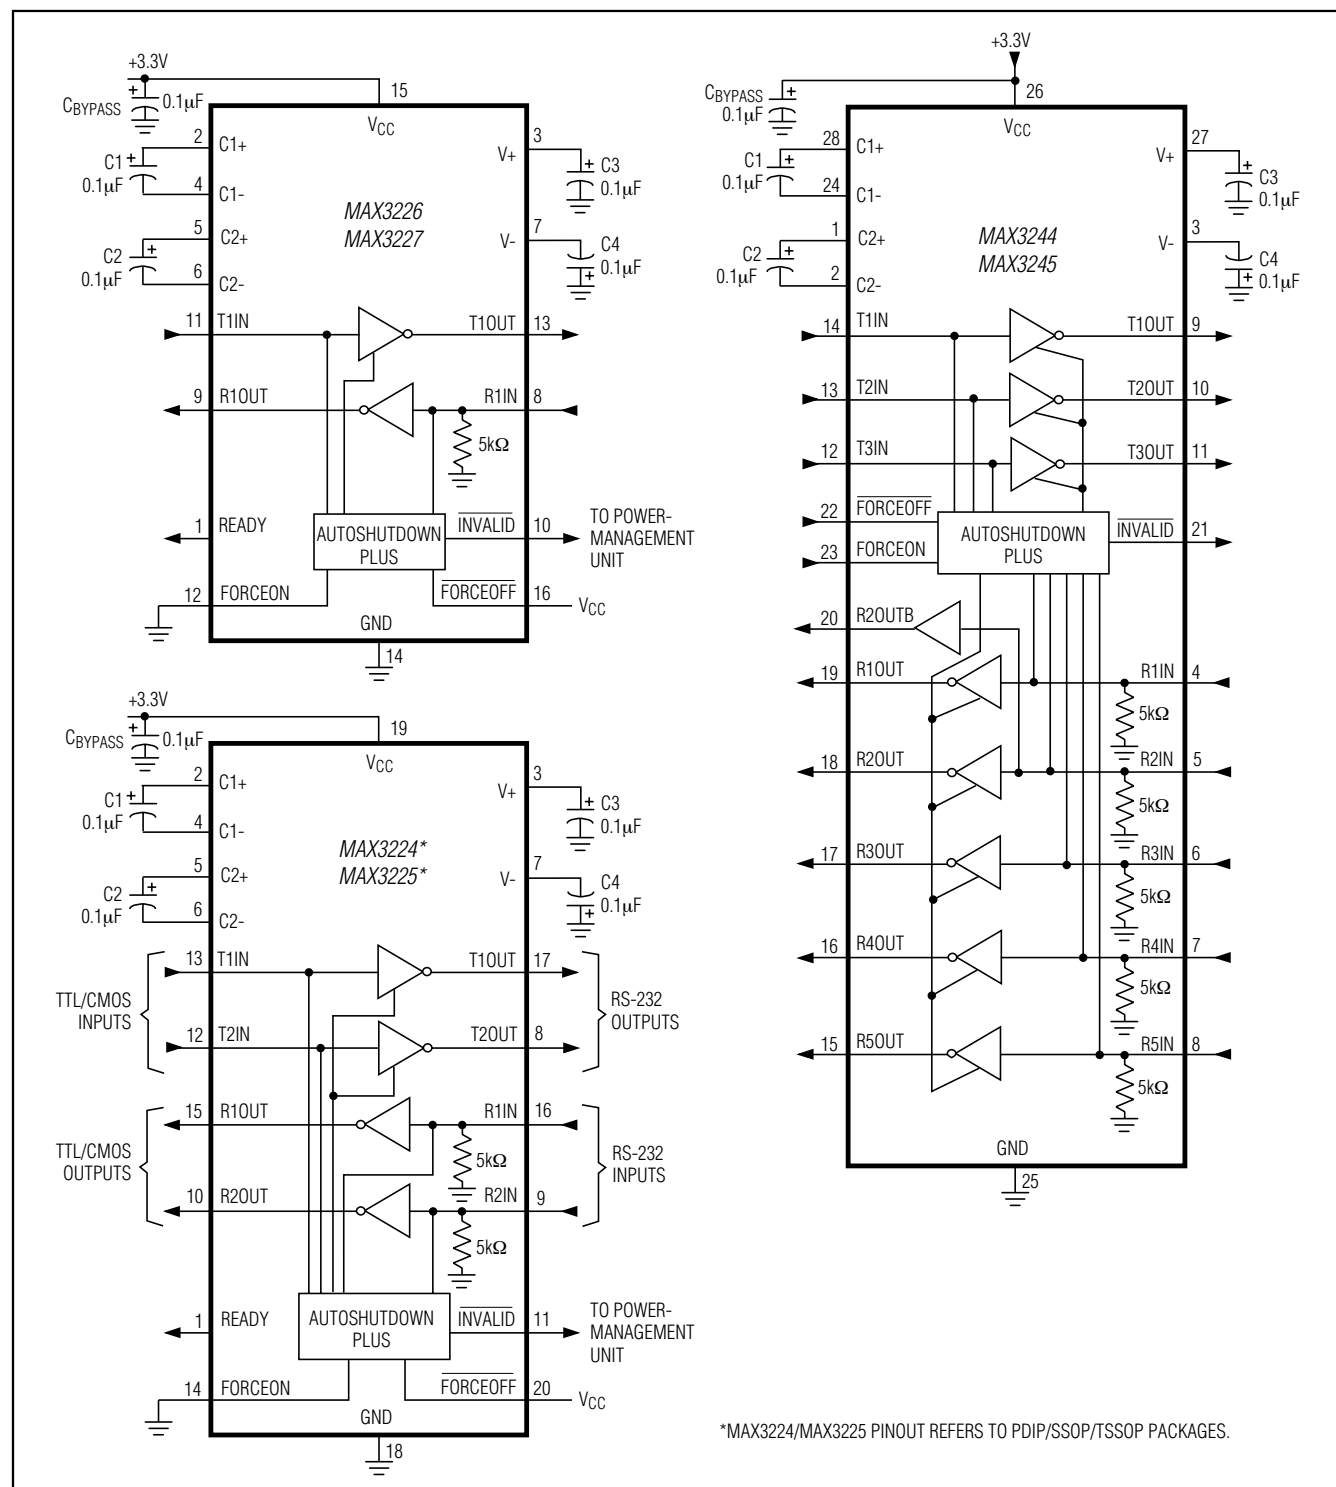 +3.3V
CBYPASS
0.1µF
15
VCC
2
C1+
C1
0.1µF
4
C1-
3
V+
C3
0.1µF
5
C2+
C2
0.1µF
6
C2-
MAX3226
MAX3227
7
V-
C4
0.1µF
11
T1IN
T1OUT
13
9
R1OUT
R1IN
8
5kΩ
1
READY
AUTOSHUTDOWN
PLUS
INVALID
10
TO POWER-
MANAGEMENT
UNIT
12
FORCEON
FORCEOFF
16
VCC
GND
14
+3.3V
CBYPASS
0.1µF
19
VCC
2
C1+
C1
0.1µF
4
C1-
3
V+
C3
0.1µF
5
C2+
C2
0.1µF
6
C2-
MAX3224*
MAX3225*
7
V-
C4
0.1µF
TTL/CMOS
INPUTS
13
T1IN
T1OUT
17
12
T2IN
T2OUT
8
RS-232
OUTPUTS
TTL/CMOS
OUTPUTS
15
R1OUT
R1IN
16
5kΩ
10
R2OUT
R2IN
9
5kΩ
RS-232
INPUTS
1
READY
AUTOSHUTDOWN
PLUS
INVALID
11
TO POWER-
MANAGEMENT
UNIT
14
FORCEON
FORCEOFF
20
VCC
GND
18
+3.3V
CBYPASS
0.1µF
26
VCC
28
C1+
C1
0.1µF
24
C1-
27
V+
C3
0.1µF
1
C2+
C2
0.1µF
2
C2-
MAX3244
MAX3245
3
V-
C4
0.1µF
14
T1IN
T1OUT
9
13
T2IN
T2OUT
10
12
T3IN
T3OUT
11
22
FORCEOFF
23
FORCEON
AUTOSHUTDOWN
PLUS
INVALID
21
20
R2OUTB
19
R1OUT
R1IN
4
5kΩ
18
R2OUT
R2IN
5
5kΩ
17
R3OUT
R3IN
6
5kΩ
16
R4OUT
R4IN
7
5kΩ
15
R5OUT
R5IN
8
5kΩ
GND
25
*MAX3224/MAX3225 PINOUT REFERS TO PDIP/SSOP/TSSOP PACKAGES.